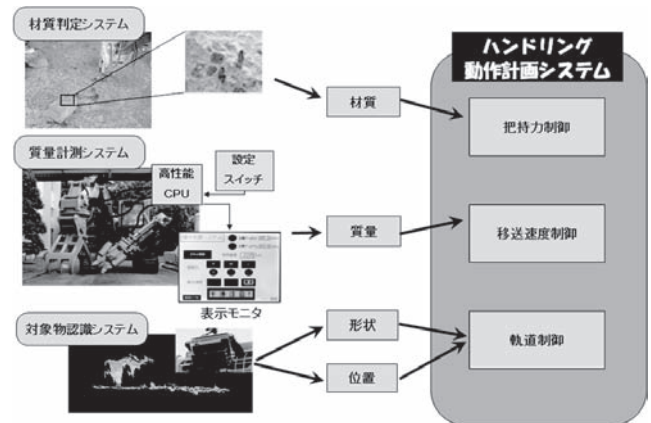 材質判定システム
材質
ハンドリング
動作計画システム
把持力制御
質量計測システム
高性能
CPU
設定
スイッチ
質量
移送速度制御
表示モニタ
対象物認識システム
形状
位置
軌道制御